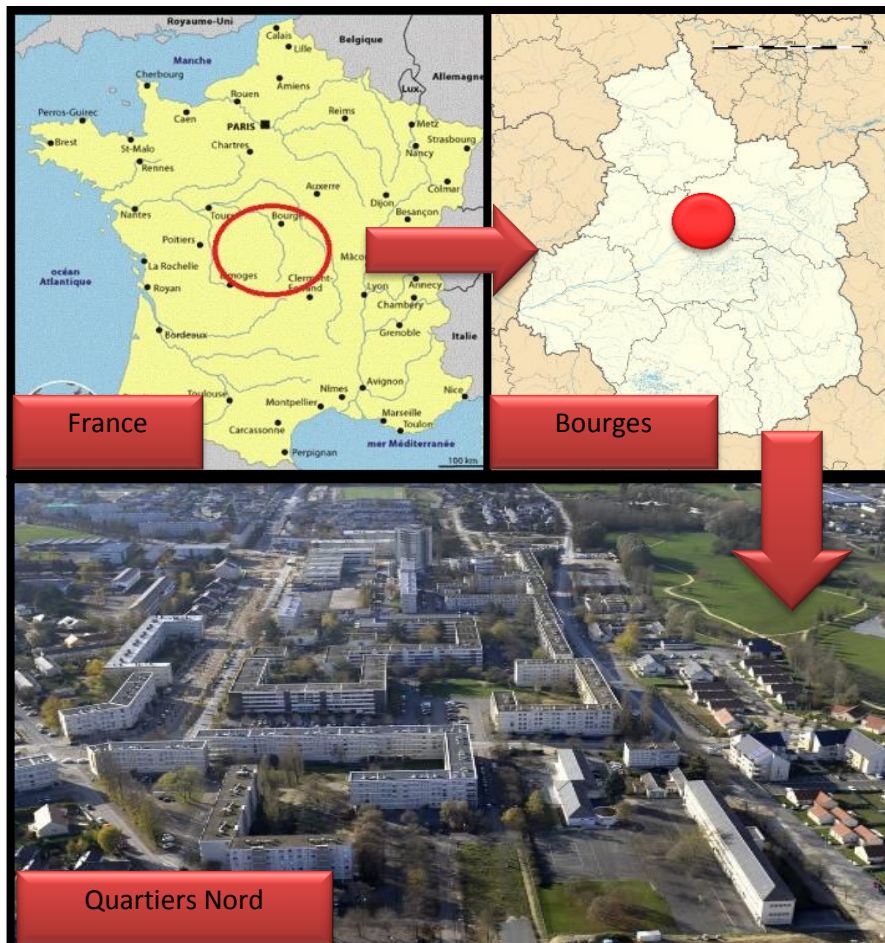 Royaume-Uni
Calais
Lille
Belgique
Manche
Allemagne
Lux.
Cherbourg
Amiens
Rouen
Reims
Perros-Guirec
Caen
PARIS
Metz
Strasbourg
Brest
St-Malo
Chartres
Nancy
Rennes
Colmar
Auxerre
Dijon
Nantes
Tours
Bourges
Besançon
Poitiers
Mâcon
océan
Atlantique
La Rochelle
Limoges
Clermont-
Ferrand
Royan
Lyon
Annecy
Chambéry
Grenoble
Bordeaux
Italie
Avignon
Nîmes
Nice
Toulouse
Montpellier
Marseille
Toulon
Carcassonne
mer Méditerranée
Perpignan
100 km
France
Bourges
Quartiers Nord